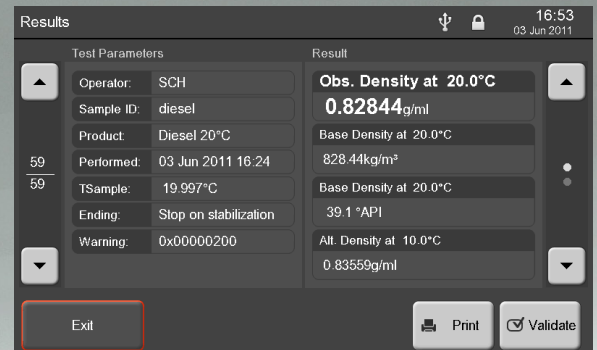 Results
16:53
03 Jun 2011
Test Parameters
Operator: SCH
Sample ID: diesel
Product: Diesel 20°C
Performed: 03 Jun 2011 16:24
TSample: 19.997°C
Ending: Stop on stabilization
Warning: 0x00000200
59
59
Result
Obs. Density at 20.0°C
0.82844g/ml
Base Density at 20.0°C
828.44kg/m³
Base Density at 20.0°C
39.1 °API
Alt. Density at 10.0°C
0.83559g/ml
Exit
Print
Validate